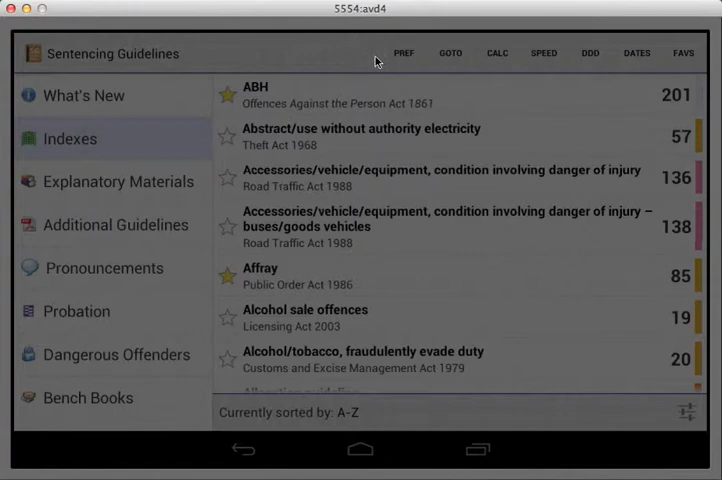 5554:avd4
Sentencing Guidelines
PREF GOTO CALC SPEED DDD DATES FAVS
What's New
Indexes
Explanatory Materials
Additional Guidelines
Pronouncements
Probation
Dangerous Offenders
Bench Books
ABH
Offences Against the Person Act 1861
201
Abstract/use without authority electricity
Theft Act 1968
57
Accessories/vehicle/equipment, condition involving danger of injury
Road Traffic Act 1988
136
Accessories/vehicle/equipment, condition involving danger of injury –
buses/goods vehicles
Road Traffic Act 1988
138
Affray
Public Order Act 1986
85
Alcohol sale offences
Licensing Act 2003
19
Alcohol/tobacco, fraudulently evade duty
Customs and Excise Management Act 1979
20
Currently sorted by: A-Z